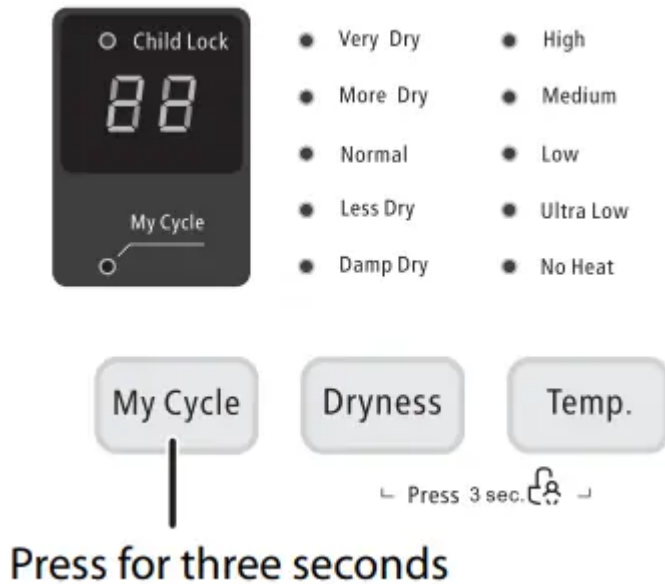 Child Lock
88
My Cycle
Very Dry
More Dry
Normal
Less Dry
Damp Dry
High
Medium
Low
Ultra Low
No Heat
My Cycle
Dryness
Temp.
Press 3 sec.
Press for three seconds